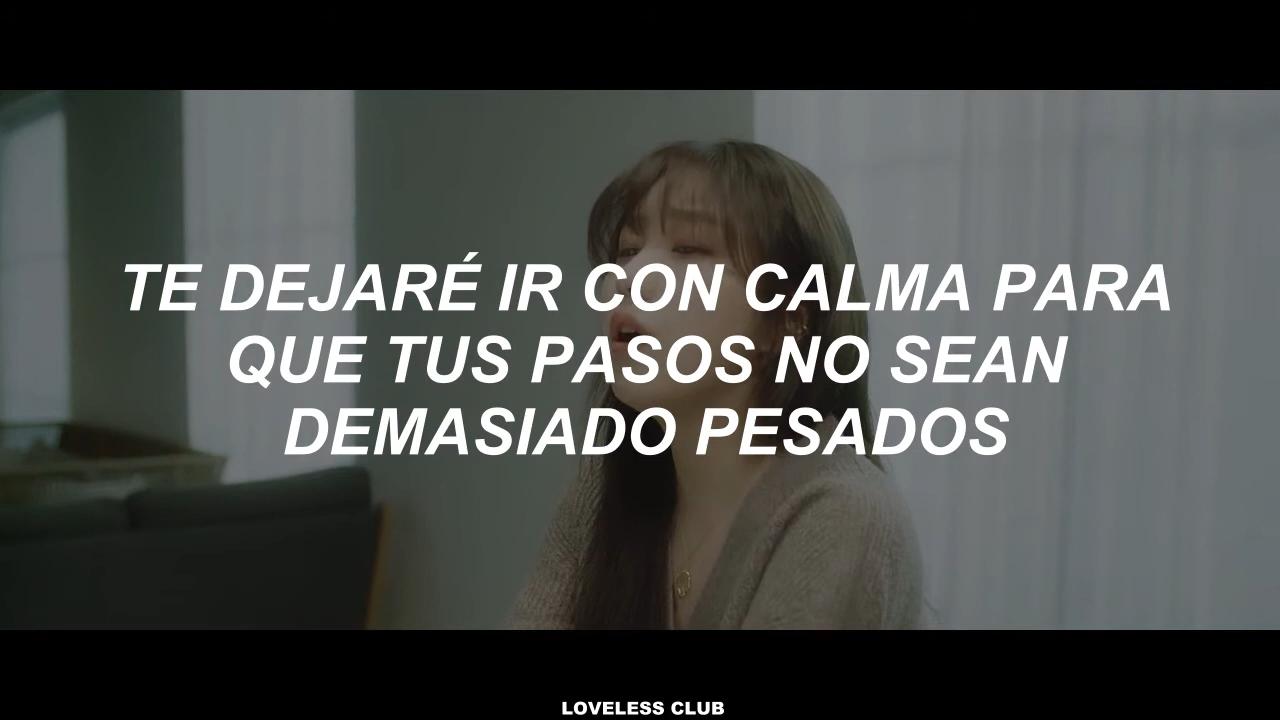 TE DEJARÉ IR CON CALMA PARA
QUE TUS PASOS NO SEAN
DEMASIADO PESADOS
LOVELESS CLUB